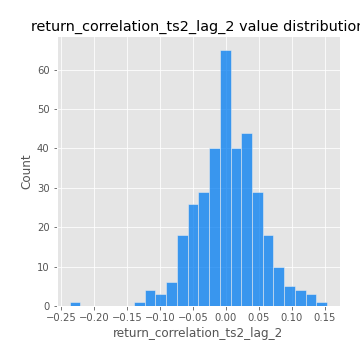 return_correlation_ts2_lag_2 value distribution
60
50
40
30
20
10
0
Count
−0.25 −0.20 −0.15 −0.10 −0.05 0.00 0.05 0.10 0.15
return_correlation_ts2_lag_2